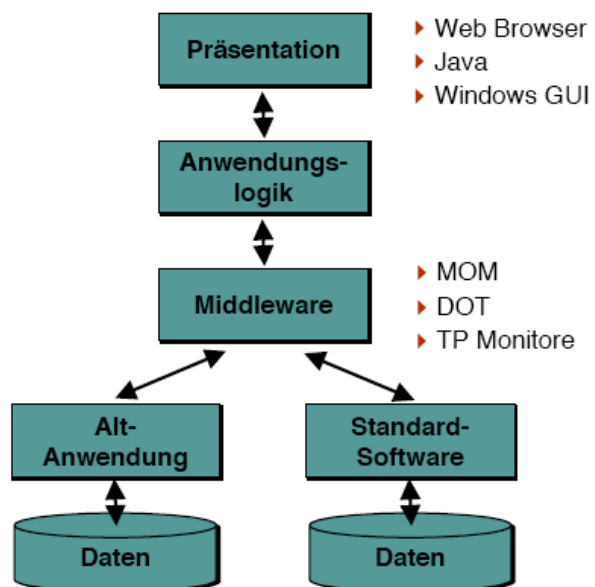 Präsentation
Web Browser
Java
Windows GUI
Anwendungs-
logik
Middleware
MOM
DOT
TP Monitore
Alt-
Anwendung
Standard-
Software
Daten
Daten